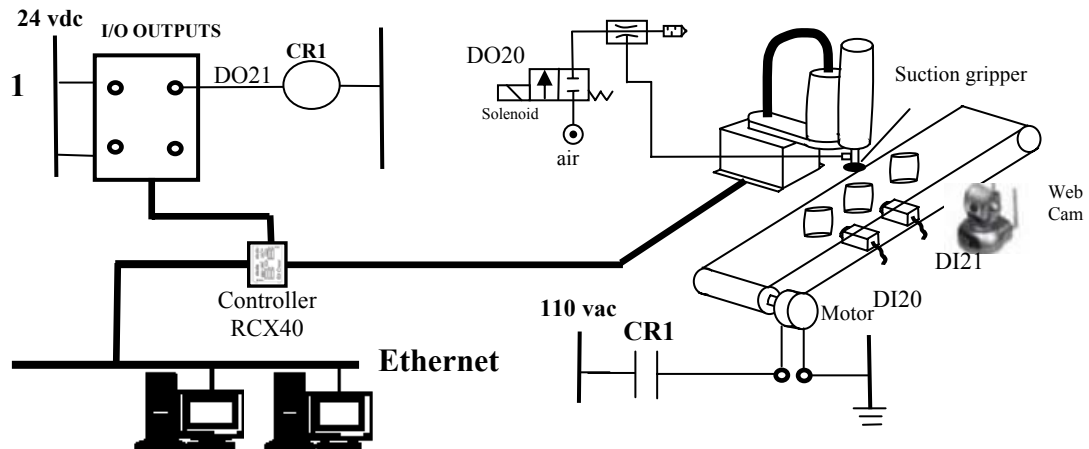 24 vdc
I/O OUTPUTS
1
DO21
CR1
DO20
Solenoid
air
Suction gripper
Web
Cam
DI21
DI20
Motor
Controller
RCX40
110 vac
CR1
Ethernet